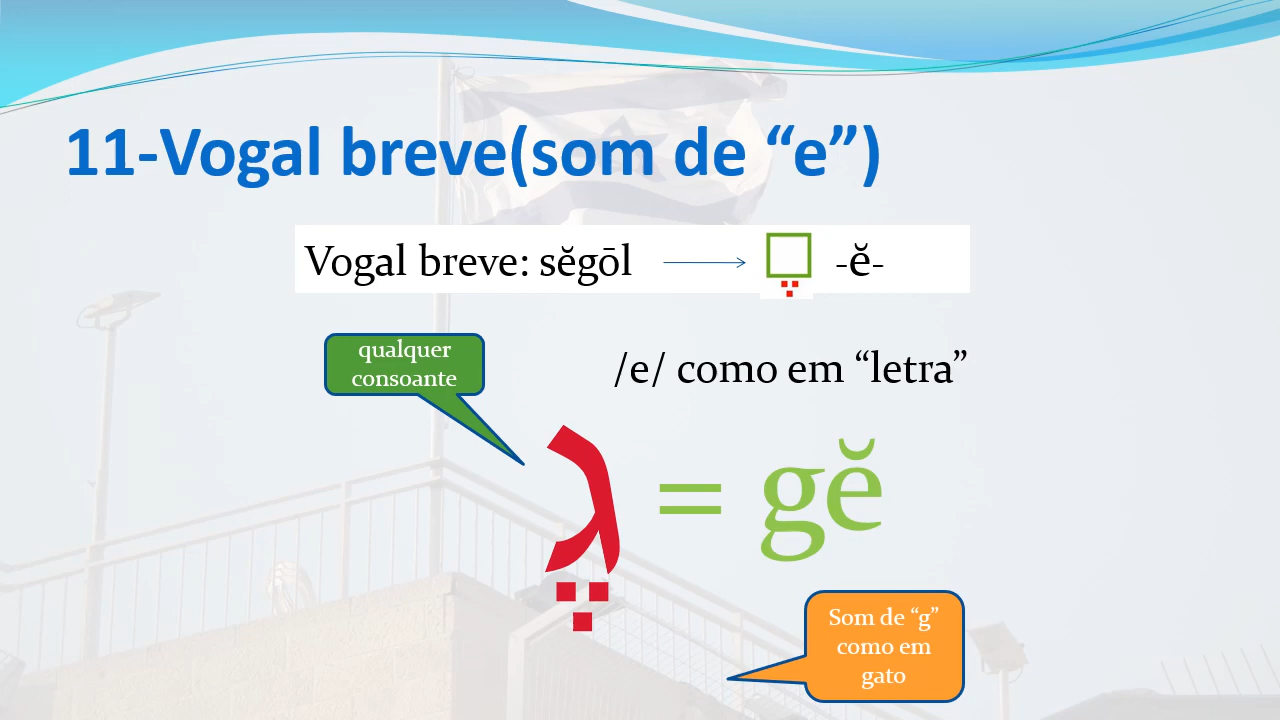 11-Vogal breve(som de “e”)
Vogal breve: sĕgōl → □ֶ -ĕ-
qualquer
consoante
/e/ como em “letra”
גֶ = gĕ
Som de “g”
como em
gato